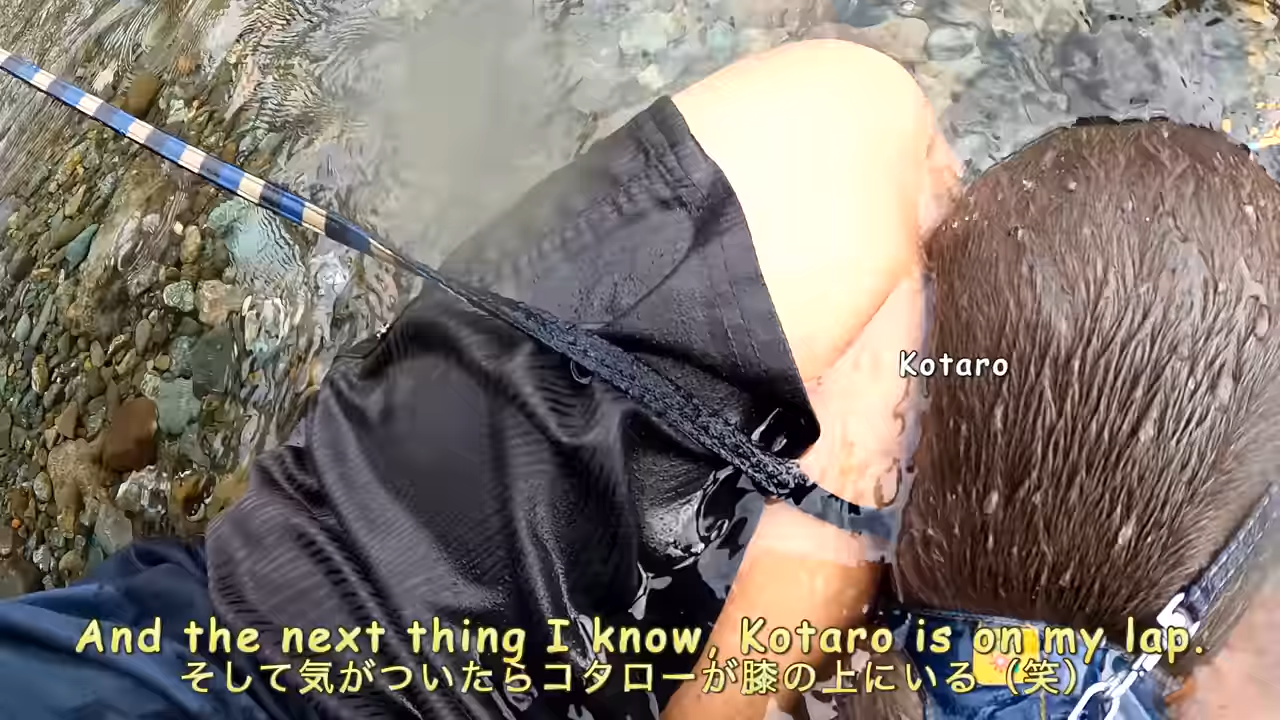 Kotaro
And the next thing I know, Kotaro is on my lap.
そして気がついたらコタローが膝の上にいる（笑）